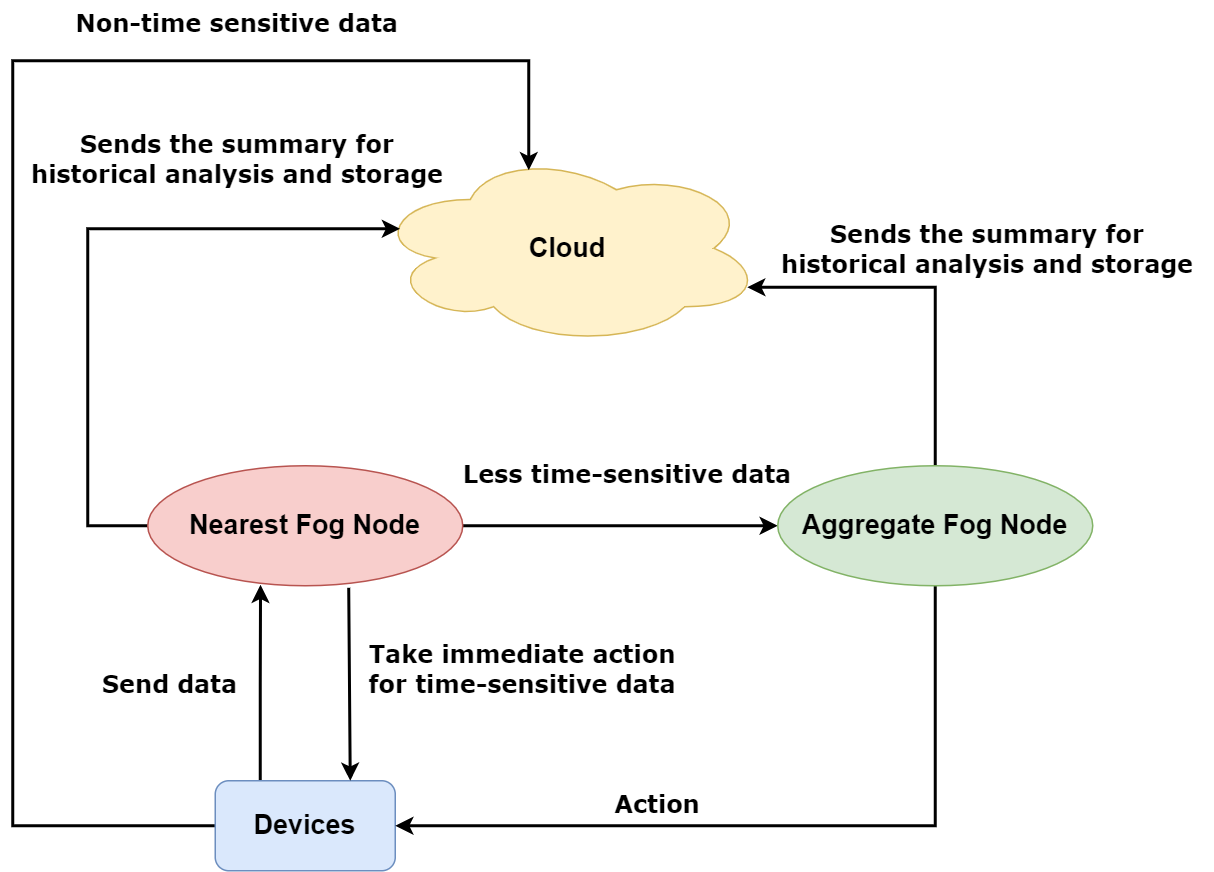 Non-time sensitive data
Sends the summary for
historical analysis and storage
Cloud
Sends the summary for
historical analysis and storage
Less time-sensitive data
Nearest Fog Node
Aggregate Fog Node
Take immediate action
for time-sensitive data
Send data
Action
Devices